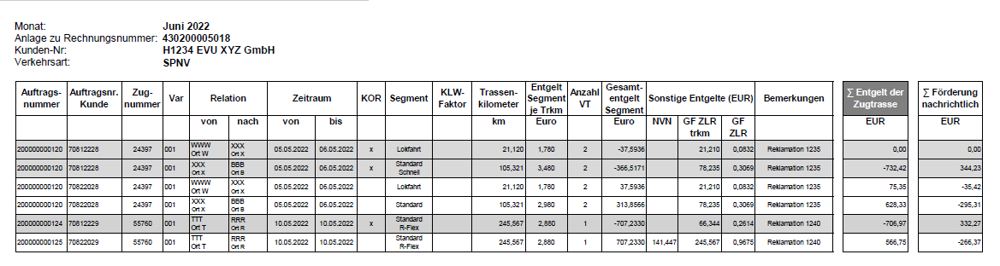 Monat: Juni 2022
Anlage zu Rechnungsnummer: 430200005018
Kunden-Nr: H1234 EVU XYZ GmbH
Verkehrsart: SPNV
Auftrags-nummer Auftragsnr. Kunde Zug-nummer Var Relation Zeitraum KOR Segment KLW-Faktor Trassen-kilometer Entgelt Segment je Trkm Anzahl VT Gesamt-entgelt Segment Sonstige Entgelte (EUR) Bemerkungen ∑ Entgelt der Zugtrasse ∑ Förderung nachrichtlich
von nach von bis km Euro Euro NVN GF ZLR trkm GF ZLR EUR EUR
200000000120 70812228 24397 001 WWW Ort W XXX Ort X 05.05.2022 06.05.2022 x Lokfahrt 21,120 1,780 2 -37,5936 21,210 0,0832 Reklamation 1235 0,00 0,00
200000000120 70812028 24397 001 XXX Ort X BBB Ort B 05.05.2022 06.05.2022 x Standard Schnell 105,321 3,480 2 -366,5171 78,235 0,3069 Reklamation 1235 -732,42 344,23
200000000120 70822028 24397 001 WWW Ort W XXX Ort X 05.05.2022 06.05.2022 Lokfahrt 21,120 1,780 2 37,5936 21,210 0,0832 Reklamation 1235 75,35 -35,42
200000000120 70822028 24397 001 XXX Ort X BBB Ort B 05.05.2022 06.05.2022 Standard 105,321 2,980 2 313,8566 78,235 0,3069 Reklamation 1235 628,33 -295,31
200000000124 70812229 55760 001 TTT Ort T RRR Ort R 10.05.2022 10.05.2022 x Standard R-Flex 245,567 2,880 1 -707,2330 66,344 0,2614 Reklamation 1240 -706,97 332,27
200000000125 70822029 55760 001 TTT Ort T RRR Ort R 10.05.2022 10.05.2022 Standard R-Flex 245,567 2,880 1 707,2330 141,447 245,567 0,9675 Reklamation 1240 566,75 -266,37